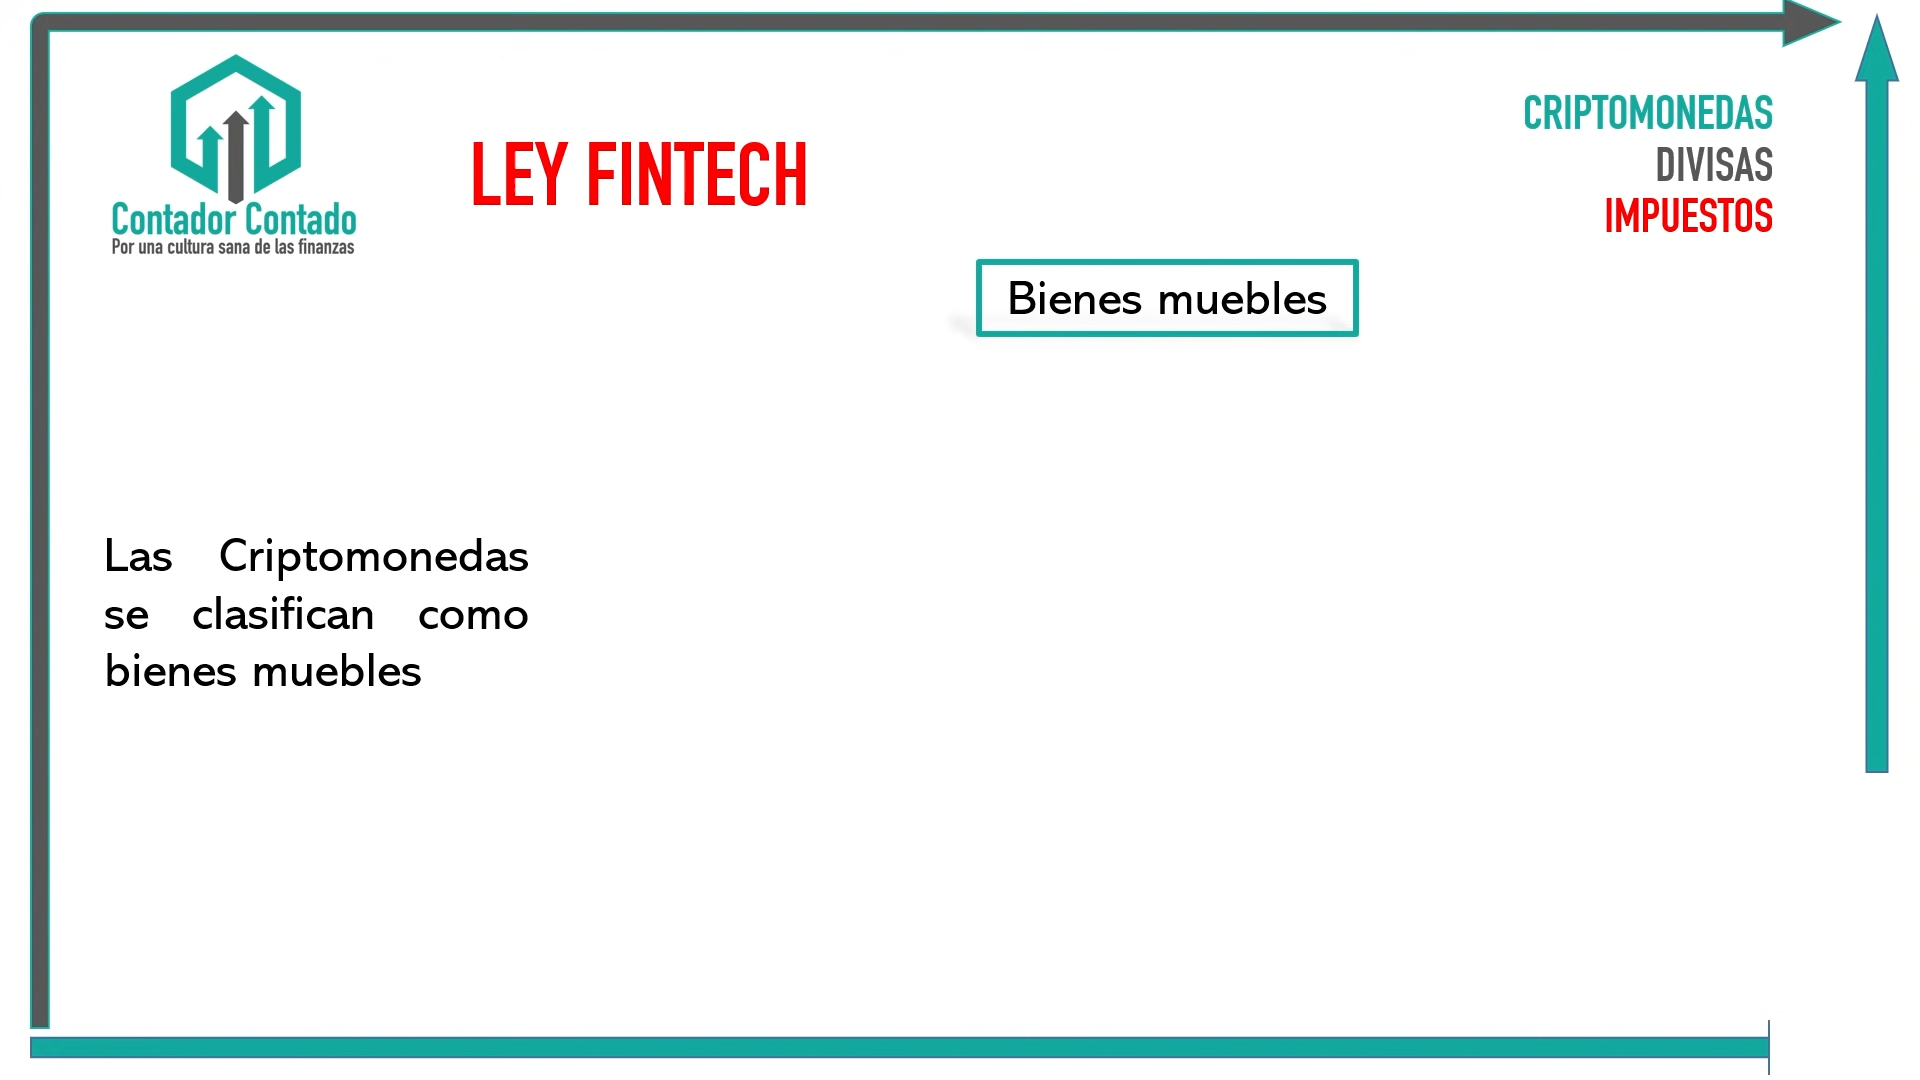 Contador Contado
Por una cultura sana de las finanzas
LEY FINTECH
CRIPTOMONEDAS
DIVISAS
IMPUESTOS
Bienes muebles
Las Criptomonedas
se clasifican como
bienes muebles